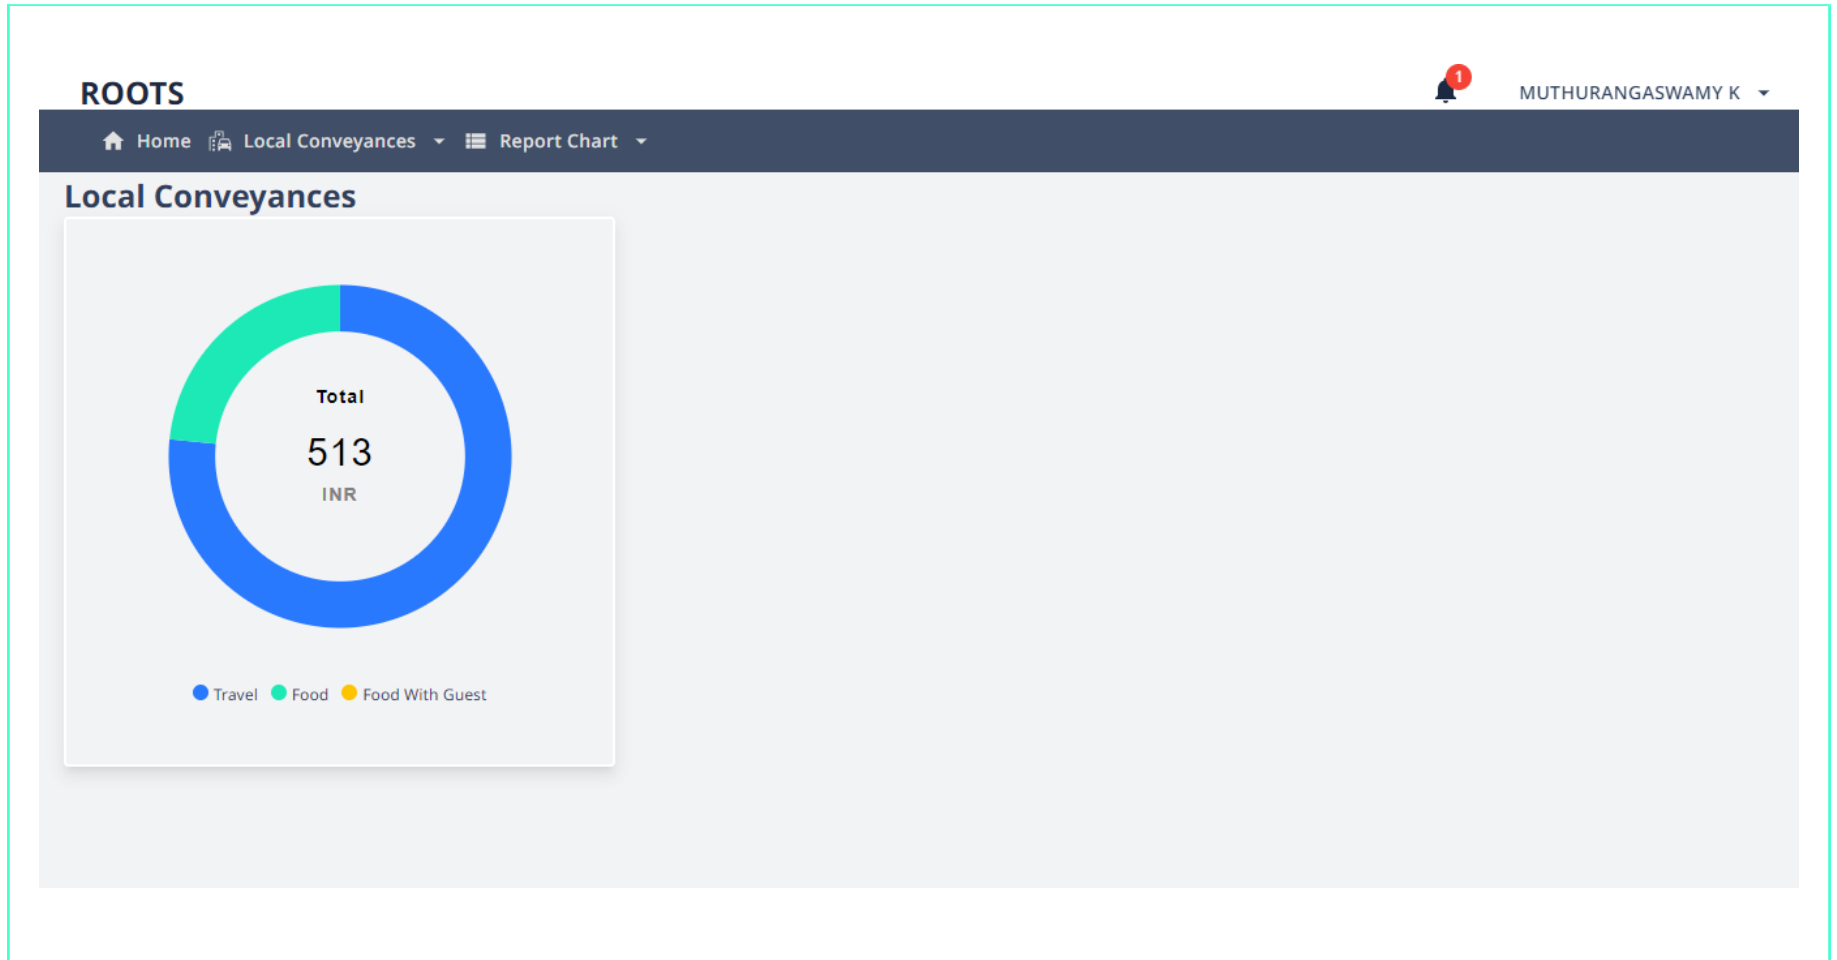 ROOTS
1
MUTHURANGASWAMY K
Home Local Conveyances Report Chart
Local Conveyances
Total
513
INR
Travel Food Food With Guest